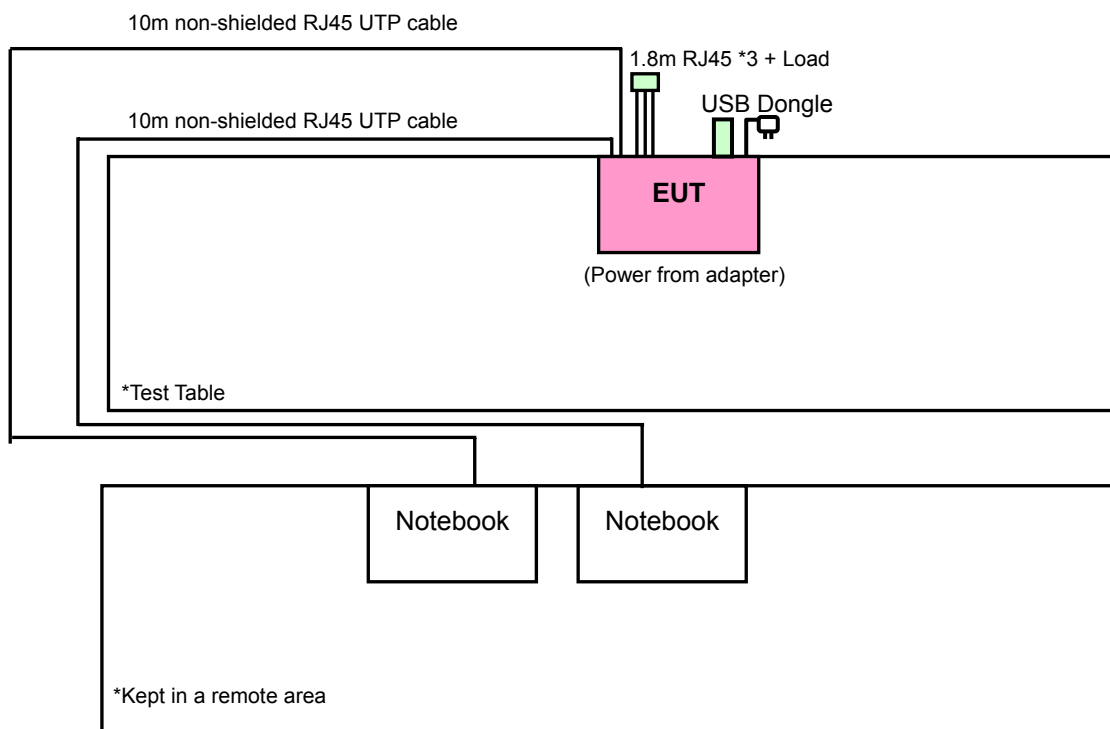 10m non-shielded RJ45 UTP cable
1.8m RJ45 *3 + Load
USB Dongle
10m non-shielded RJ45 UTP cable
EUT
(Power from adapter)
*Test Table
Notebook
Notebook
*Kept in a remote area